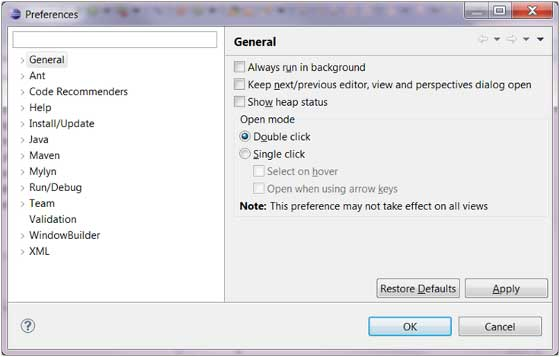 Preferences
General
Ant
Code Recommenders
Help
Install/Update
Java
Maven
Mylyn
Run/Debug
Team
Validation
WindowBuilder
XML
General
Always run in background
Keep next/previous editor, view and perspectives dialog open
Show heap status
Open mode
Double click
Single click
Select on hover
Open when using arrow keys
Note: This preference may not take effect on all views
Restore Defaults Apply
OK Cancel